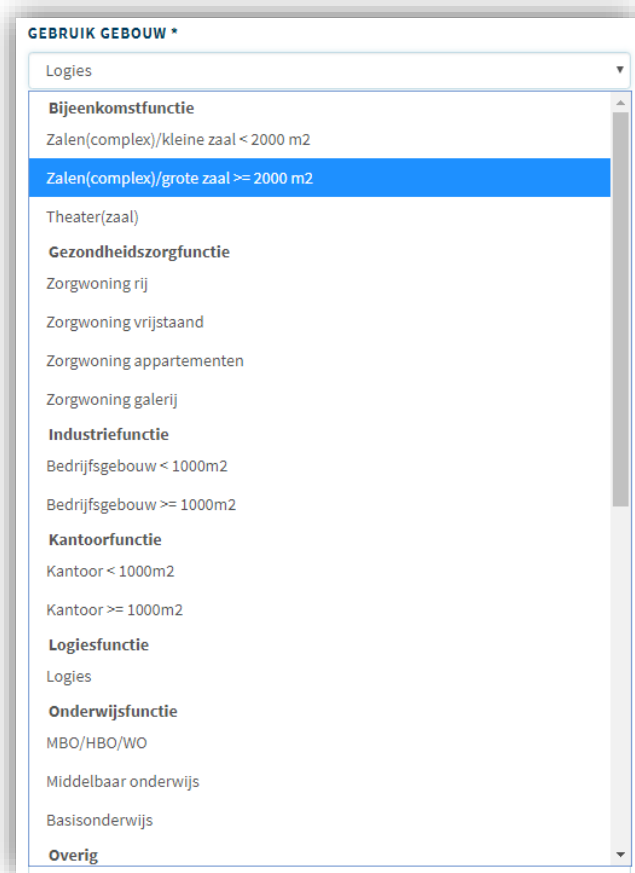 GEBRUIK GEBOUW *
Logies
Bijeenkomstfunctie
Zalen(complex)/kleine zaal < 2000 m2
Zalen(complex)/grote zaal >= 2000 m2
Theater(zaal)
Gezondheidszorgfunctie
Zorgwoning rij
Zorgwoning vrijstaand
Zorgwoning appartementen
Zorgwoning galerij
Industriefunctie
Bedrijfsgebouw < 1000m2
Bedrijfsgebouw >= 1000m2
Kantoorfunctie
Kantoor < 1000m2
Kantoor >= 1000m2
Logiesfunctie
Logies
Onderwijsfunctie
MBO/HBO/WO
Middelbaar onderwijs
Basisonderwijs
Overig